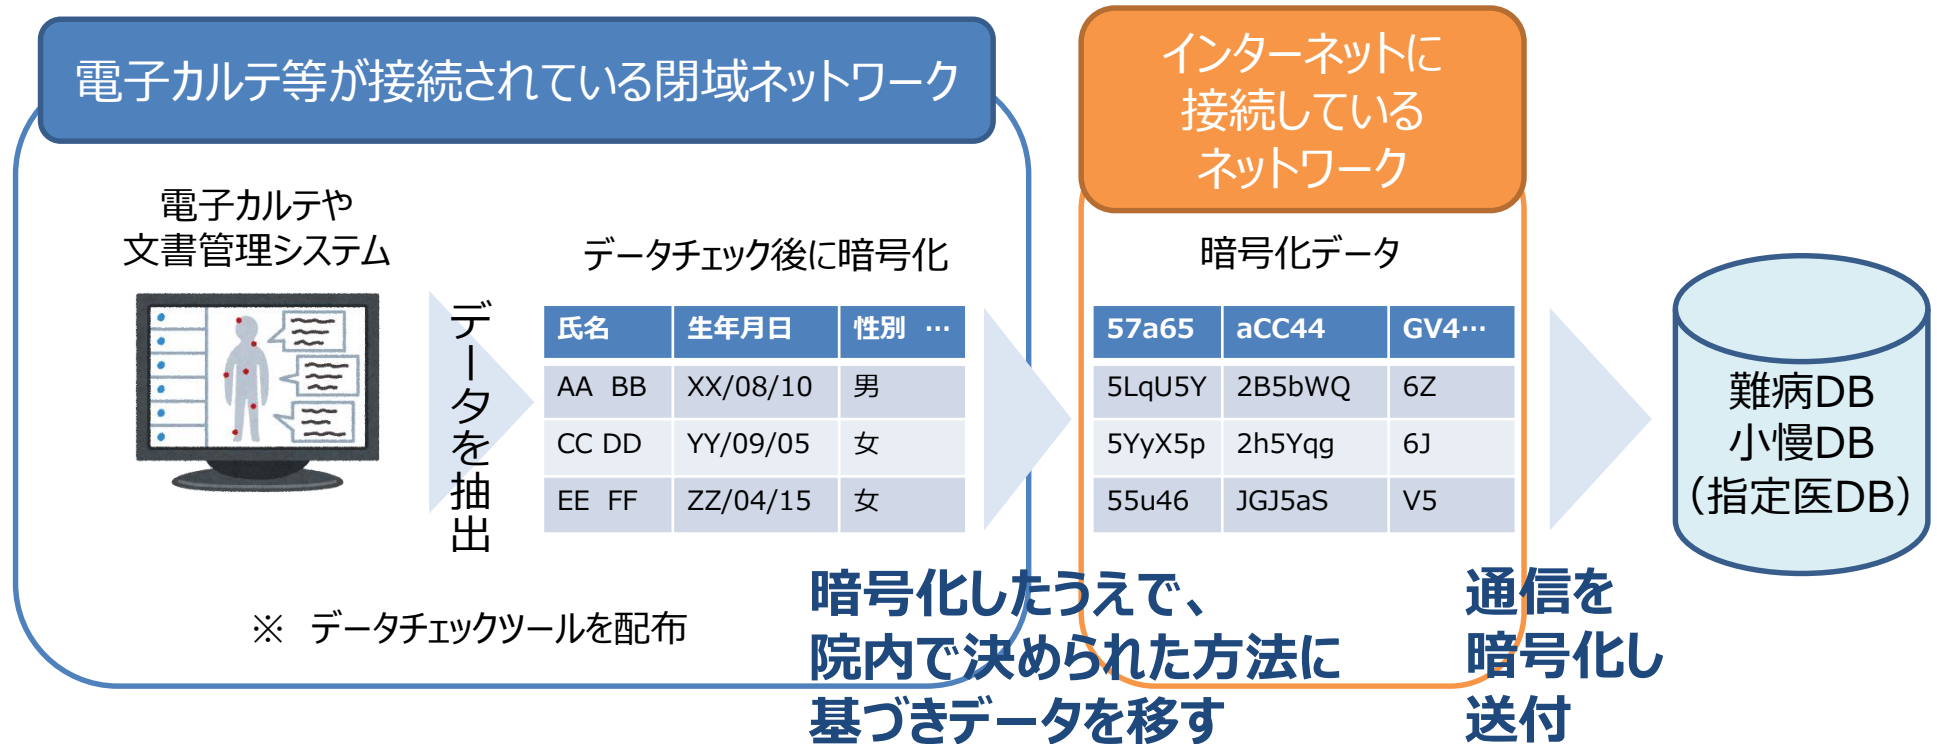 電子カルテ等が接続されている閉域ネットワーク
インターネットに
接続している
ネットワーク
電子カルテや
文書管理システム
データを抽出
データチェック後に暗号化
氏名 生年月日 性別 …
AA BB XX/08/10 男
CC DD YY/09/05 女
EE FF ZZ/04/15 女
※ データチェックツールを配布
暗号化したうえで、
院内で決められた方法に
基づきデータを移す
暗号化データ
57a65 aCC44 GV4…
5LqU5Y 2B5bWQ 6Z
5YyX5p 2h5Yqg 6J
55u46 JGJ5aS V5
通信を
暗号化し
送付
難病DB
小慢DB
（指定医DB）